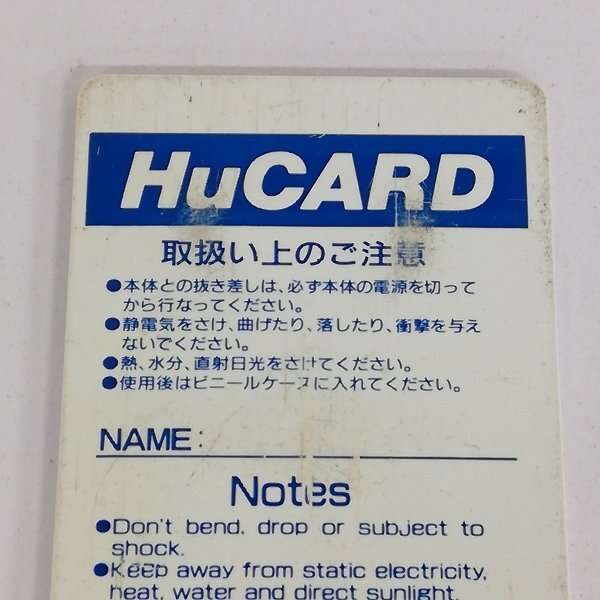 HuCARD
取扱い上のご注意
●本体との抜き差しは、必ず本体の電源を切って
から行なってください。
●静電気をさけ、曲げたり、落したり、衝撃を与え
ないでください。
●熱、水分、直射日光をさけてください。
●使用後はビニールケースに入れてください。
NAME:
Notes
●Don't bend, drop or subject to
shock.
●Keep away from static electricity,
heat, water and direct sunlight.